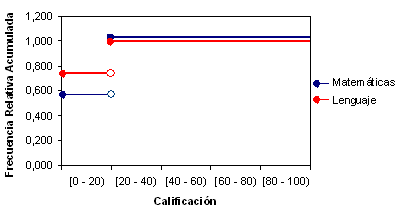 Frecuencia Relativa Acumulada
1,200
1,000
0,800
0,600
0,400
0,200
0,000
[0 - 20) [20 - 40) [40 - 60) [60 - 80) [80 - 100)
Calificación
Matemáticas
Lenguaje